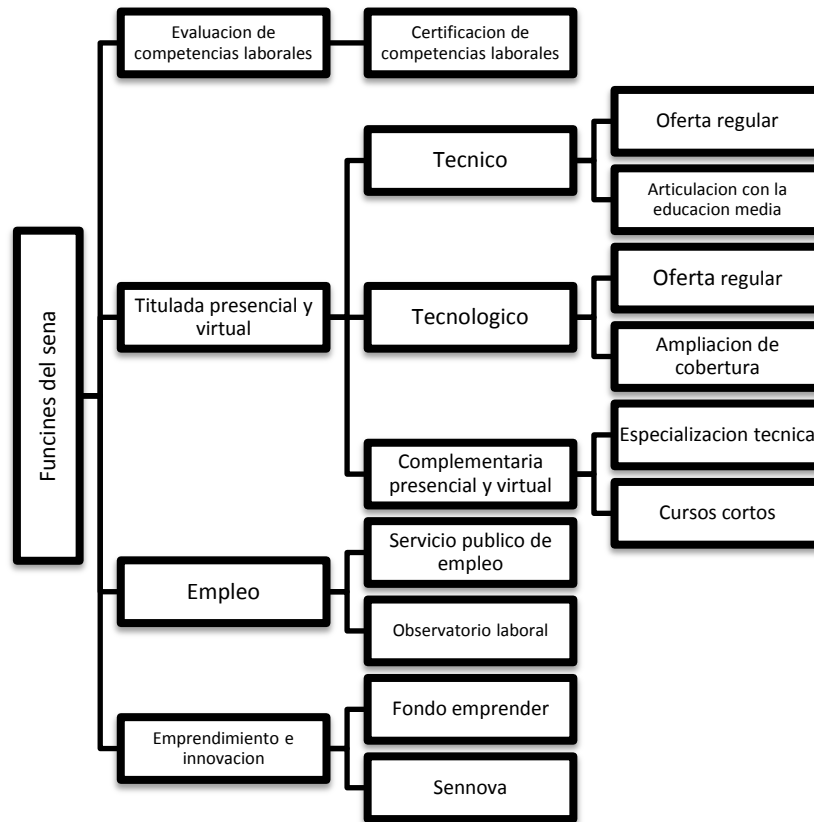 Funcines del sena
Evaluacion de
competencias laborales
Certificacion de
competencias laborales
Titulada presencial y
virtual
Tecnico
Oferta regular
Articulacion con la
educacion media
Tecnologico
Oferta regular
Ampliacion de
cobertura
Complementaria
presencial y virtual
Especializacion tecnica
Cursos cortos
Empleo
Servicio publico de
empleo
Observatorio laboral
Emprendimiento e
innovacion
Fondo emprender
Sennova